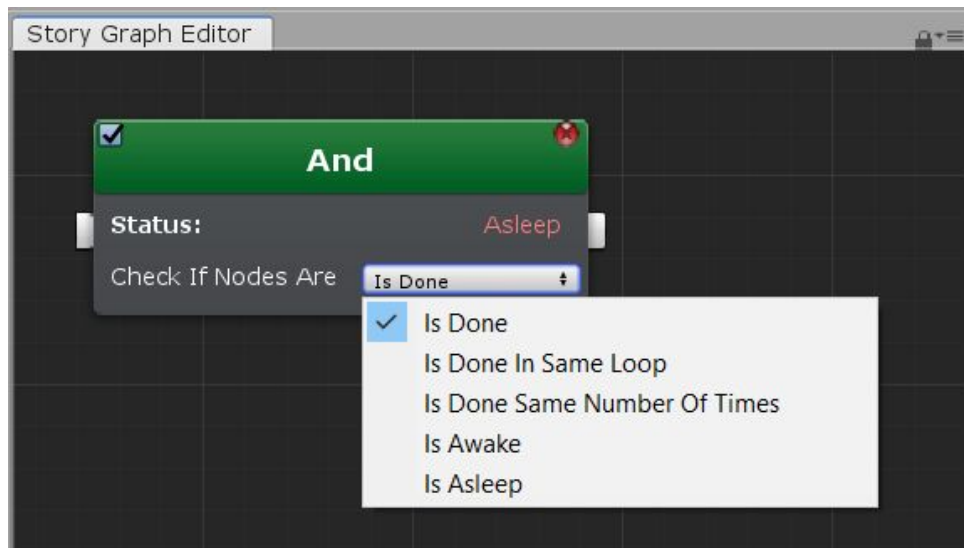 Story Graph Editor
And
Status: Asleep
Check If Nodes Are Is Done
Is Done
Is Done In Same Loop
Is Done Same Number Of Times
Is Awake
Is Asleep